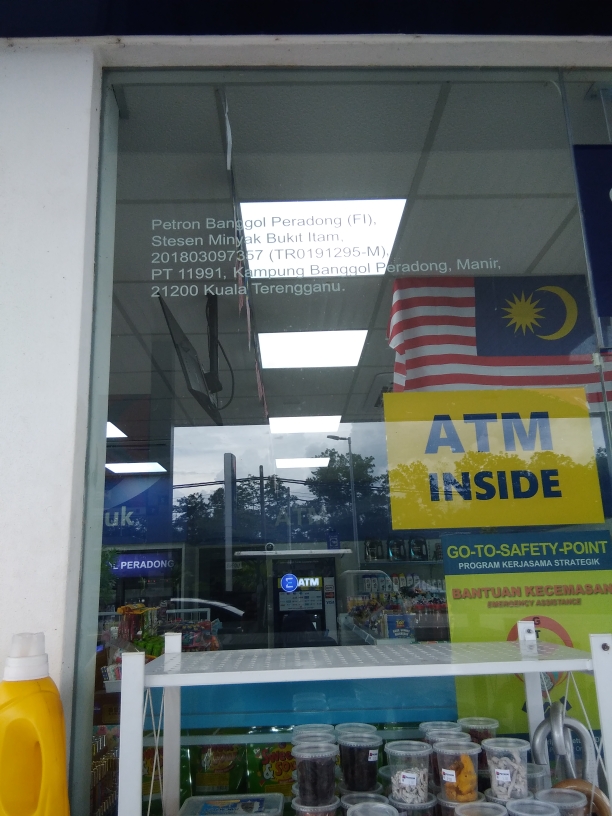 Petron Banggol Peradong (FI),
Stesen Minyak Bukit Itam,
201803097357 (TR0191295-M),
PT 11991, Kampung Banggol Peradong, Manir,
21200 Kuala Terengganu.
ATM
INSIDE
GO-TO-SAFETY-POINT
PROGRAM KERJASAMA STRATEGIK
BANTUAN KECEMASAN
EMERGENCY ASSISTANCE
uk
L PERADONG
ATM